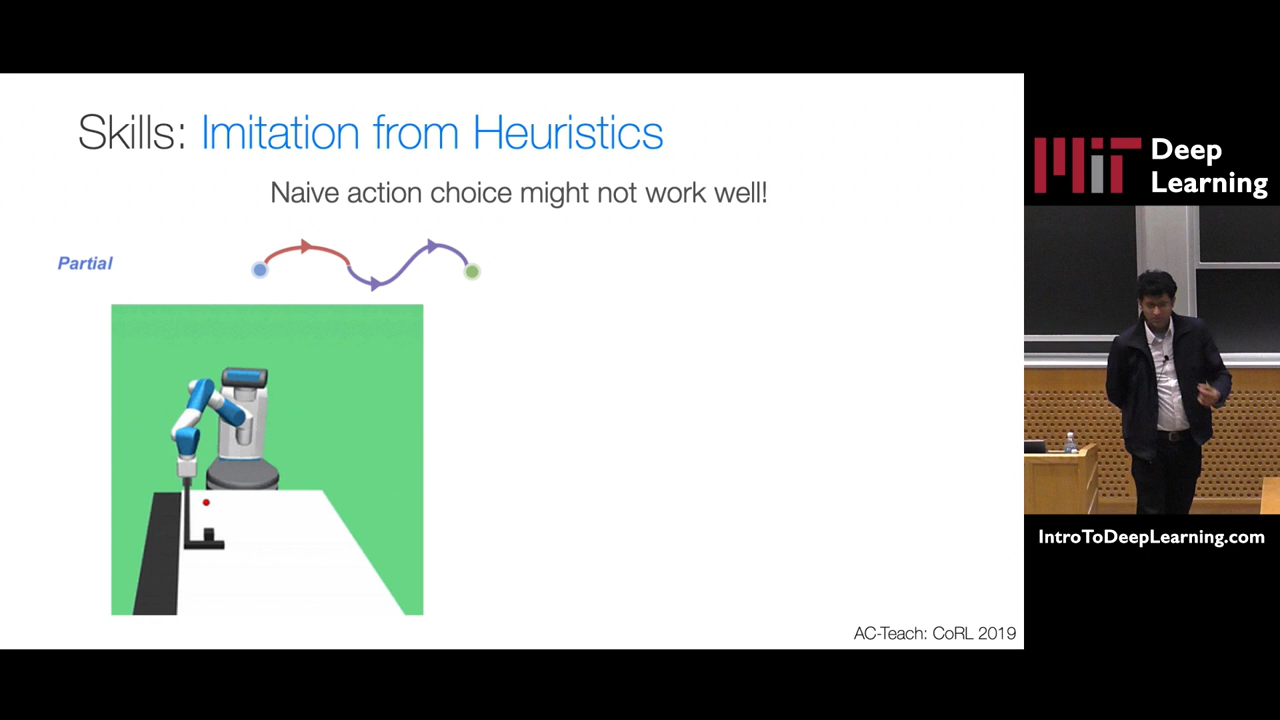 Skills: Imitation from Heuristics
Naive action choice might not work well!
Partial
AC-Teach: CoRL 2019
MIT Deep
Learning
IntroToDeepLearning.com